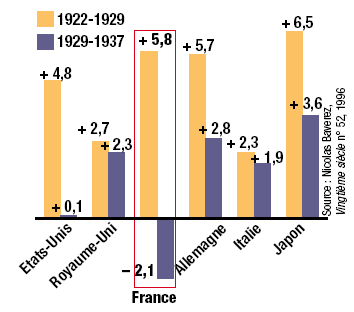 1922-1929
1929-1937
+ 4,8
+ 0,1
+ 2,7
+ 2,3
+ 5,8
– 2,1
+ 5,7
+ 2,8
+ 2,3
+ 1,9
+ 6,5
+ 3,6
Etats-Unis
Royaume-Uni
France
Allemagne
Italie
Japon
Source : Nicolas Baverez,
Vingtième siècle n° 52, 1996